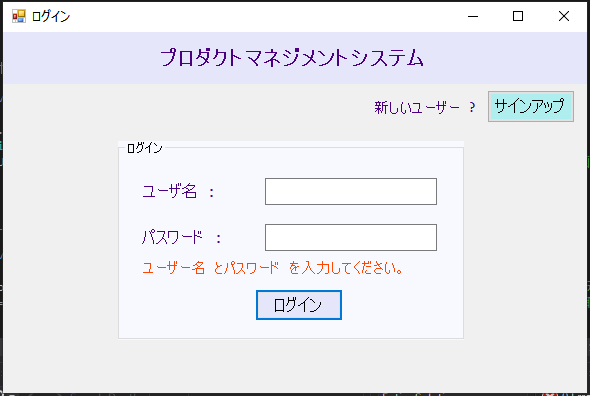 ログイン
プロダクトマネジメントシステム
新しいユーザー ? サインアップ
ログイン
ユーザ名 :
パスワード :
ユーザー名 とパスワード を入力してください。
ログイン